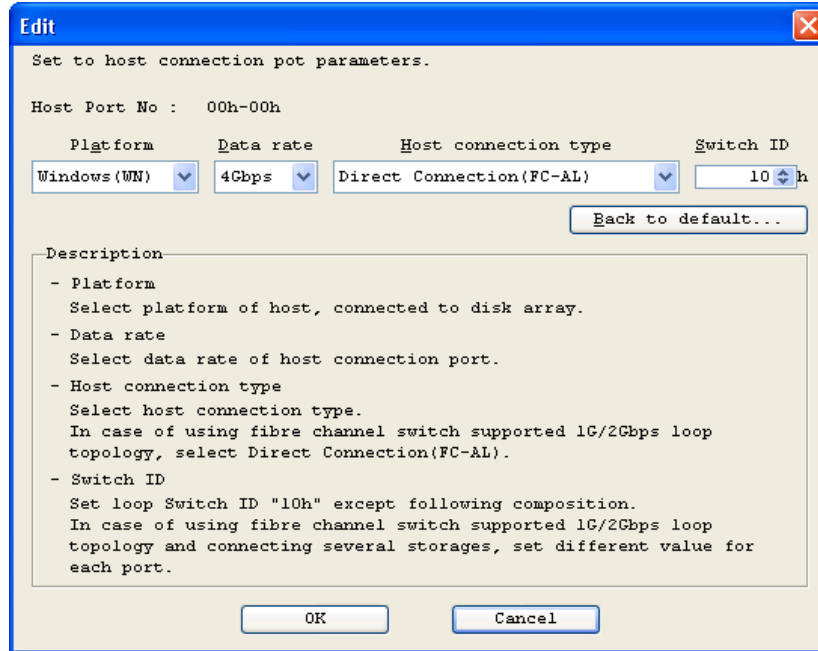 Edit
Set to host connection pot parameters.
Host Port No :  00h-00h
Platform Data rate Host connection type Switch ID
Windows(WN) 4Gbps Direct Connection(FC-AL) 10 h
Back to default...
Description
- Platform
Select platform of host, connected to disk array.
- Data rate
Select data rate of host connection port.
- Host connection type
Select host connection type.
In case of using fibre channel switch supported 1G/2Gbps loop
topology, select Direct Connection(FC-AL).
- Switch ID
Set loop Switch ID "10h" except following composition.
In case of using fibre channel switch supported 1G/2Gbps loop
topology and connecting several storages, set different value for
each port.
OK Cancel